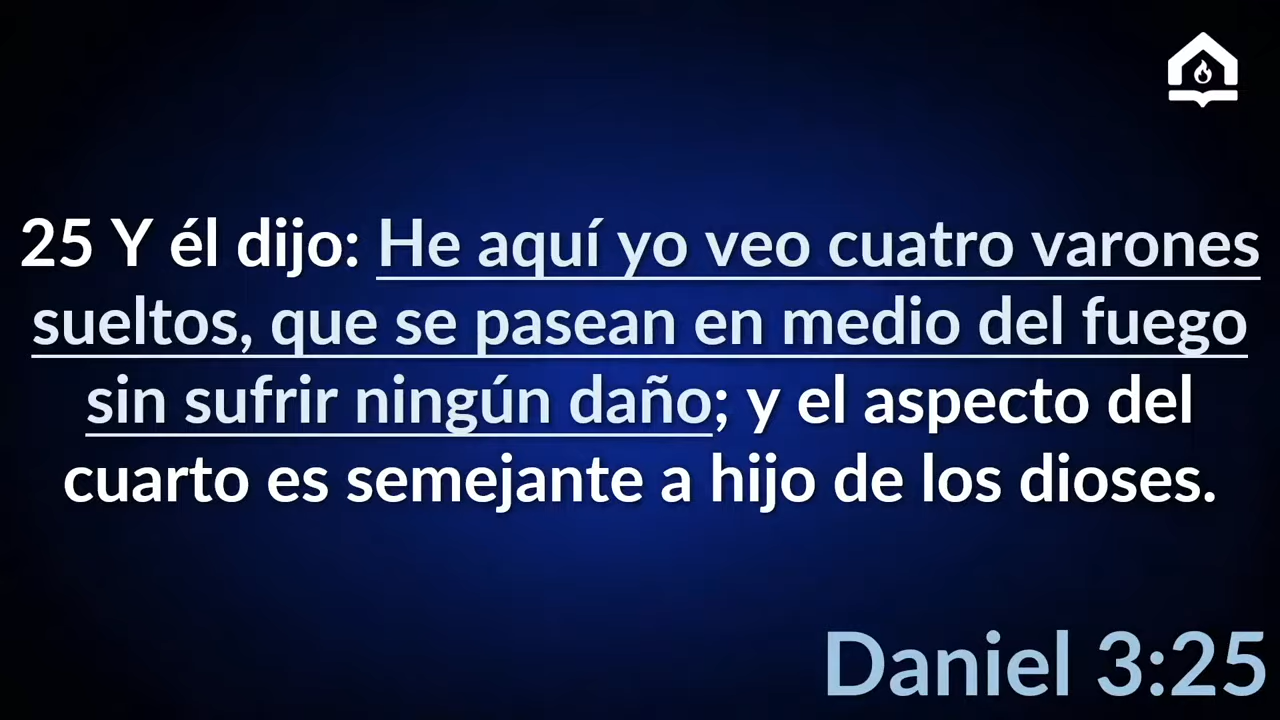 25 Y él dijo: He aquí yo veo cuatro varones
sueltos, que se pasean en medio del fuego
sin sufrir ningún daño; y el aspecto del
cuarto es semejante a hijo de los dioses.
Daniel 3:25